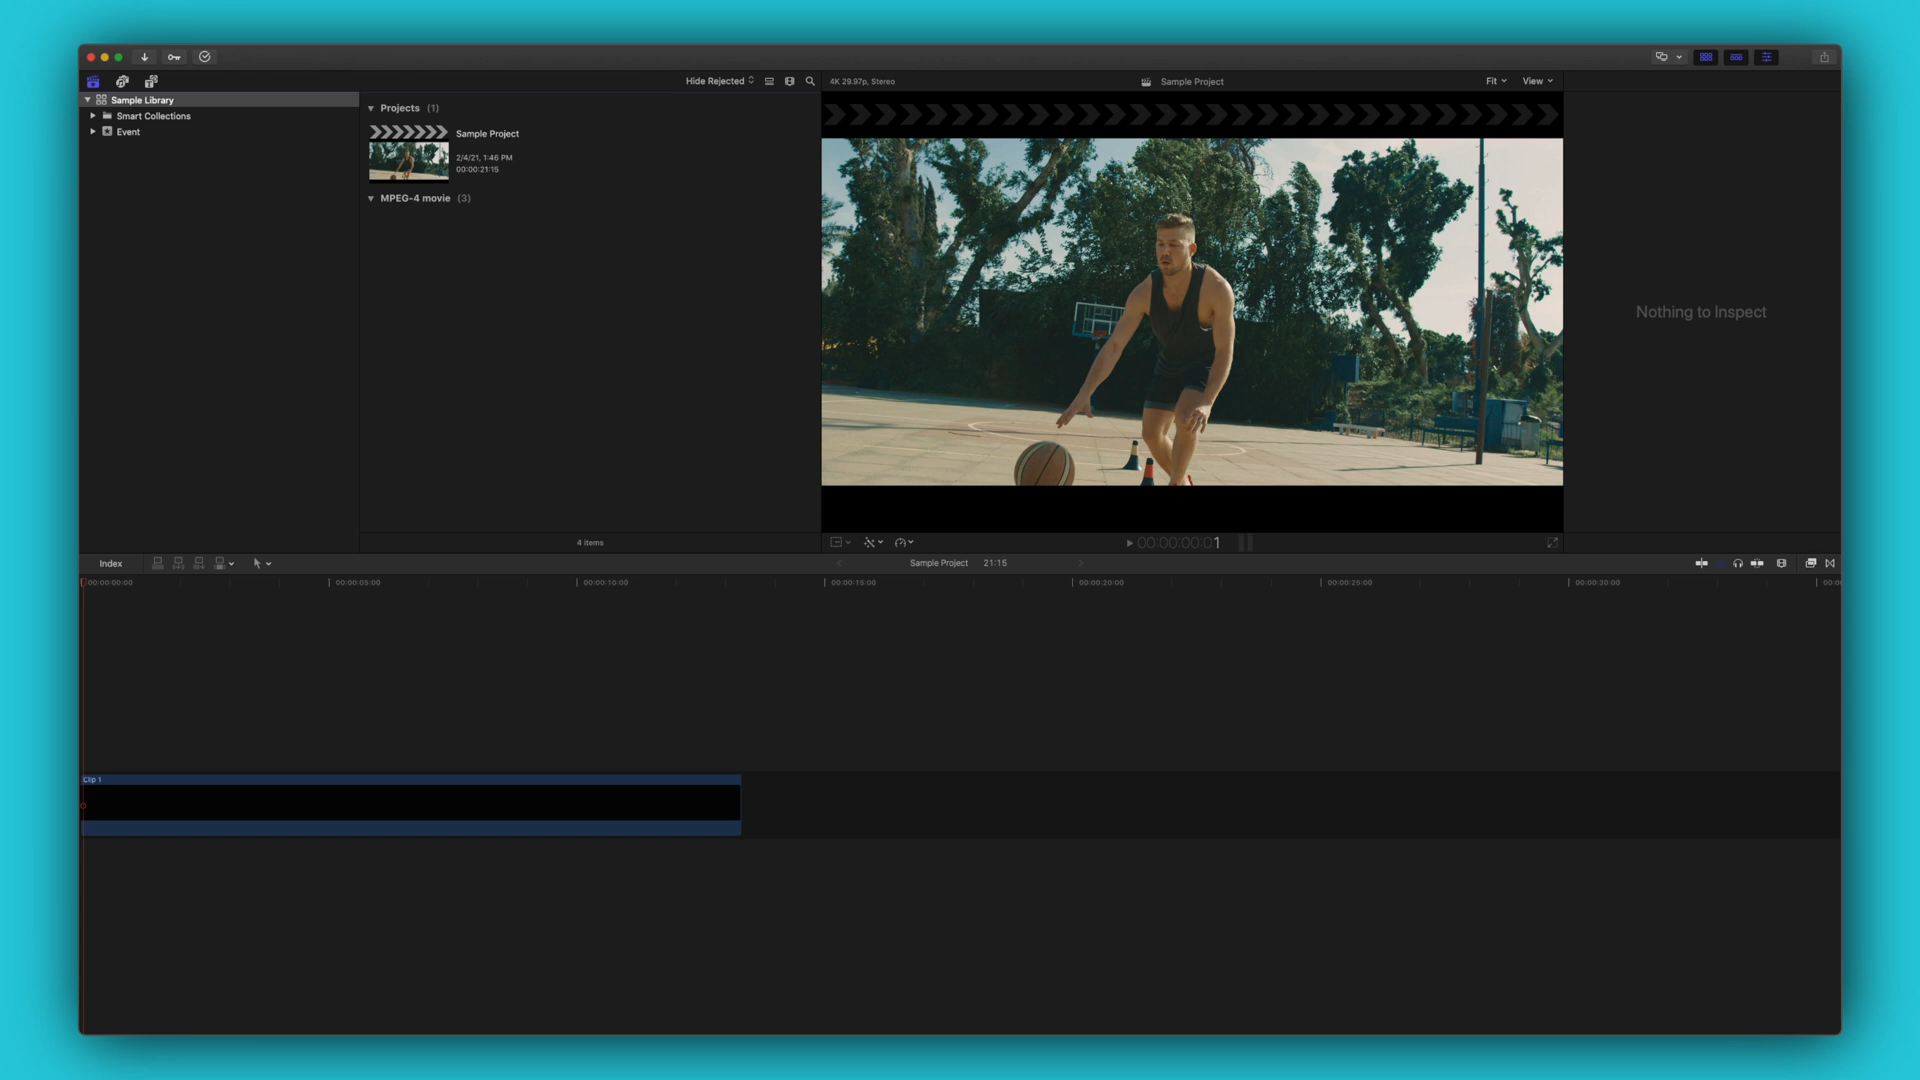 Hide Rejected
4K 29.97p, Stereo
Sample Project
Fit
View
Sample Library
Smart Collections
Event
Projects (1)
Sample Project
2/4/21, 1:46 PM
00:00:21:15
MPEG-4 movie (3)
Nothing to Inspect
4 items
00:00:00:01
Index
Sample Project 21:15
00:00:00:00
00:00:05:00
00:00:10:00
00:00:15:00
00:00:20:00
00:00:25:00
00:00:30:00
00:0
Clip 1